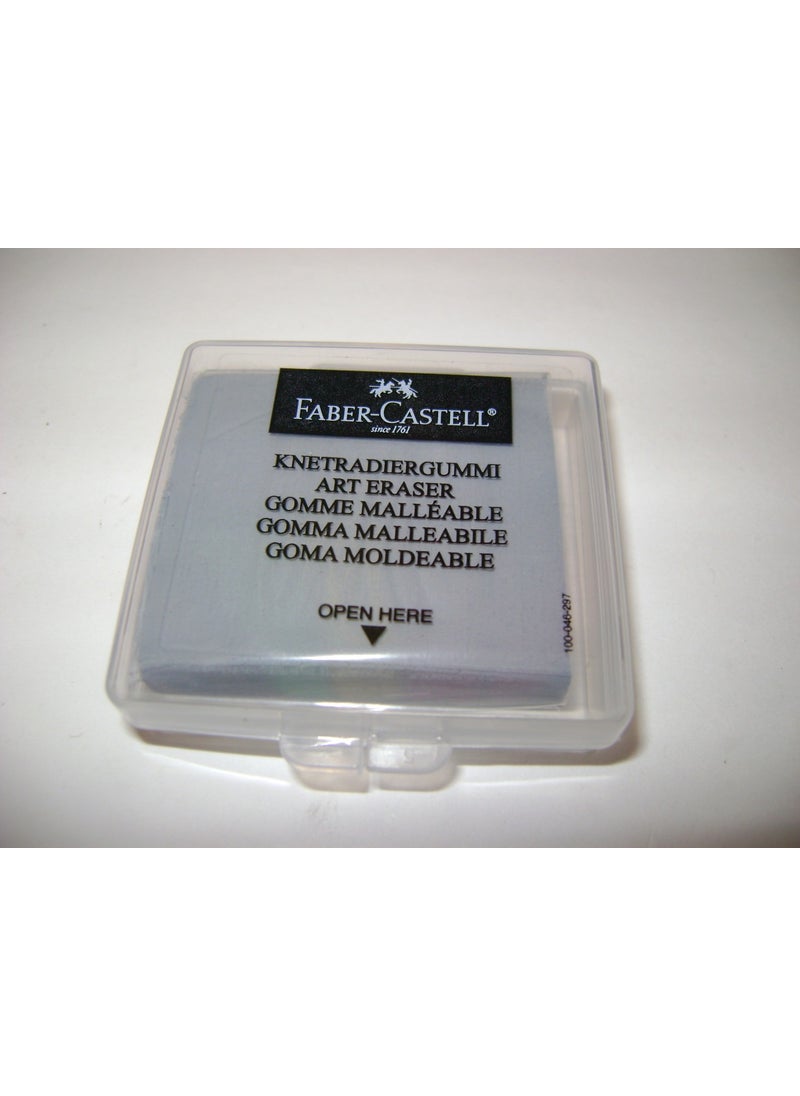 FABER-CASTELL®
since 1761
KNETRADIERGUMMI
ART ERASER
GOMME MALLÉABLE
GOMMA MALLEABILE
GOMA MOLDEABLE
OPEN HERE
100-046-297